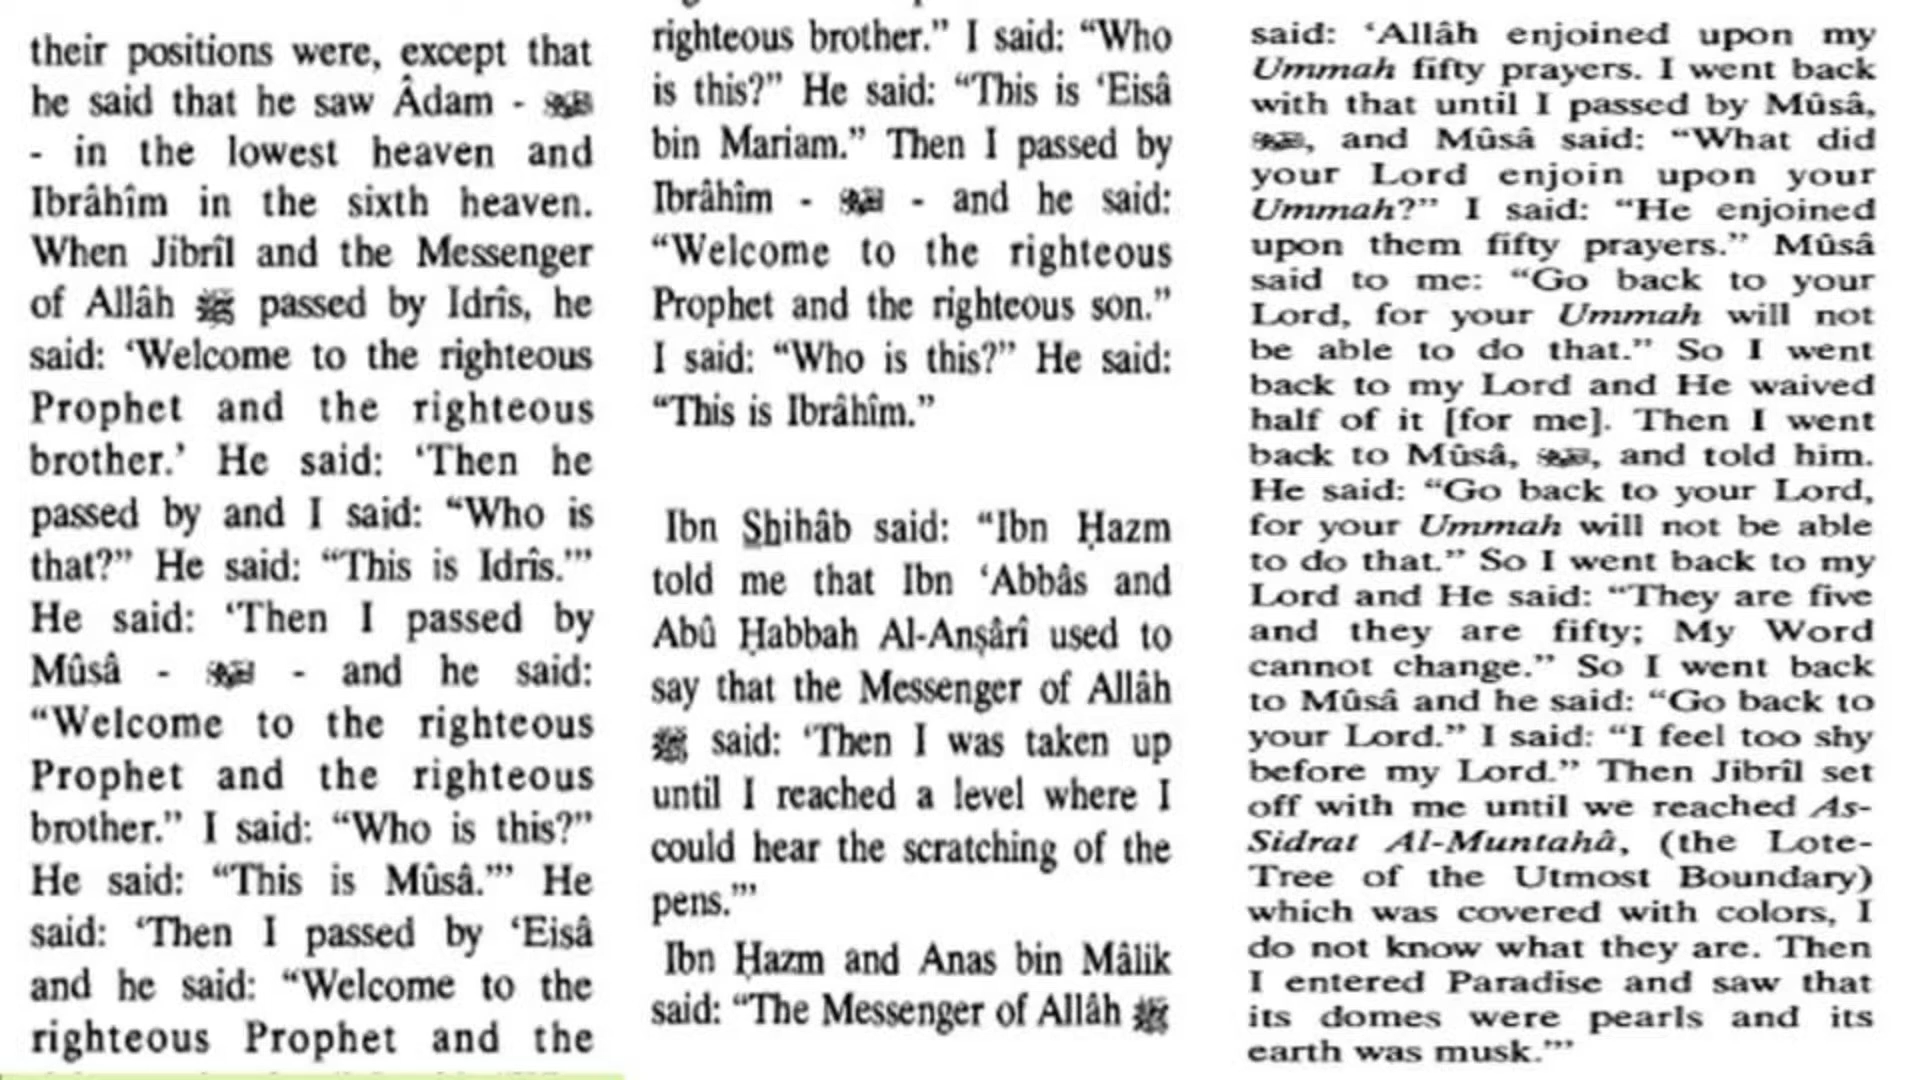 their positions were, except that
he said that he saw Âdam -
- in the lowest heaven and
Ibrâhîm in the sixth heaven.
When Jibrîl and the Messenger
of Allâh ﷺ passed by Idrîs, he
said: ‘Welcome to the righteous
Prophet and the righteous
brother.’ He said: ‘Then he
passed by and I said: “Who is
that?” He said: “This is Idrîs.”’
He said: ‘Then I passed by
Mûsâ - - and he said:
“Welcome to the righteous
Prophet and the righteous
brother.” I said: “Who is this?”
He said: “This is Mûsâ.”’ He
said: ‘Then I passed by ‘Eisâ
and he said: “Welcome to the
righteous Prophet and the
righteous brother.” I said: “Who
is this?” He said: “This is ‘Eisâ
bin Mariam.” Then I passed by
Ibrâhîm - - and he said:
“Welcome to the righteous
Prophet and the righteous son.”
I said: “Who is this?” He said:
“This is Ibrâhîm.”
Ibn Shihâb said: “Ibn Ḥazm
told me that Ibn ‘Abbâs and
Abû Ḥabbah Al-Anṣârî used to
say that the Messenger of Allâh
ﷺ said: ‘Then I was taken up
until I reached a level where I
could hear the scratching of the
pens.”’
Ibn Ḥazm and Anas bin Mâlik
said: “The Messenger of Allâh ﷺ
said: ‘Allâh enjoined upon my
Ummah fifty prayers. I went back
with that until I passed by Mûsâ,
, and Mûsâ said: “What did
your Lord enjoin upon your
Ummah?” I said: “He enjoined
upon them fifty prayers.” Mûsâ
said to me: “Go back to your
Lord, for your Ummah will not
be able to do that.” So I went
back to my Lord and He waived
half of it [for me]. Then I went
back to Mûsâ, , and told him.
He said: “Go back to your Lord,
for your Ummah will not be able
to do that.” So I went back to my
Lord and He said: “They are five
and they are fifty; My Word
cannot change.” So I went back
to Mûsâ and he said: “Go back to
your Lord.” I said: “I feel too shy
before my Lord.” Then Jibrîl set
off with me until we reached As-
Sidrat Al-Muntahâ, (the Lote-
Tree of the Utmost Boundary)
which was covered with colors, I
do not know what they are. Then
I entered Paradise and saw that
its domes were pearls and its
earth was musk.”’